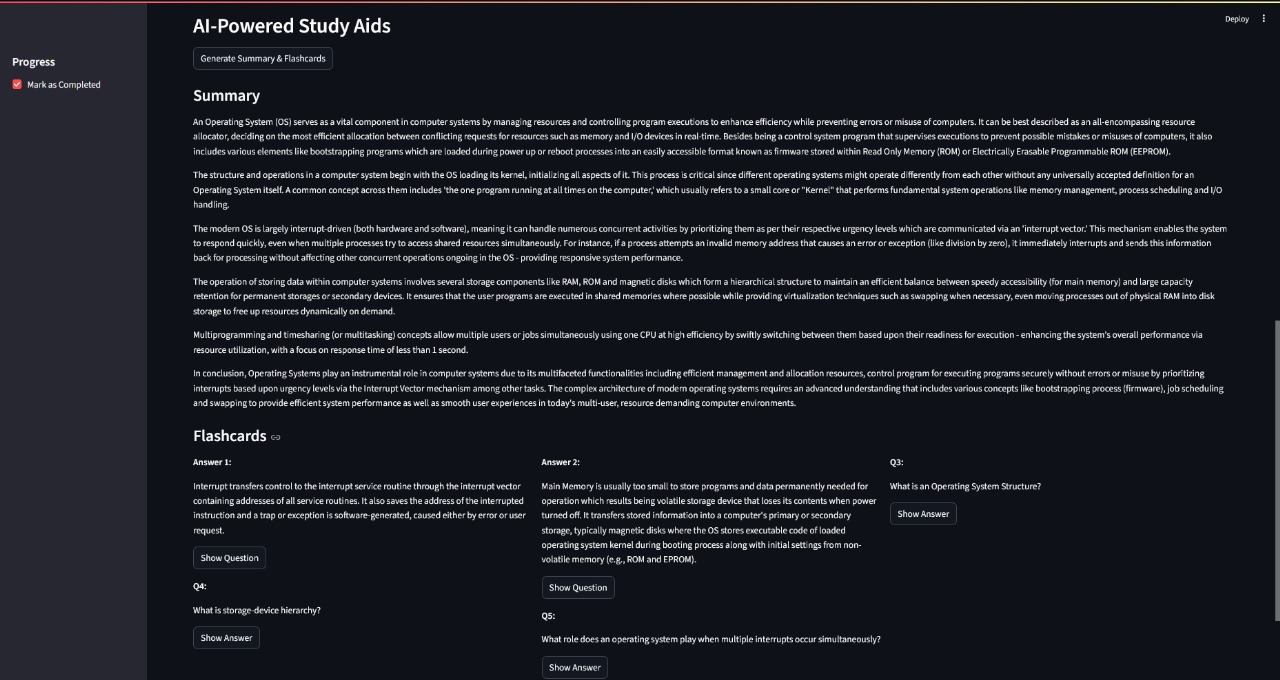 Deploy
Progress
Mark as Completed
AI-Powered Study Aids
Generate Summary & Flashcards
Summary
An Operating System (OS) serves as a vital component in computer systems by managing resources and controlling program executions to enhance efficiency while preventing errors or misuse of computers. It can be best described as an all-encompassing resource
allocator, deciding on the most efficient allocation between conflicting requests for resources such as memory and I/O devices in real-time. Besides being a control system program that supervises executions to prevent possible mistakes or misuses of computers, it also
includes various elements like bootstrapping programs which are loaded during power up or reboot processes into an easily accessible format known as firmware stored within Read Only Memory (ROM) or Electrically Erasable Programmable ROM (EEPROM).
The structure and operations in a computer system begin with the OS loading its kernel, initializing all aspects of it. This process is critical since different operating systems might operate differently from each other without any universally accepted definition for an
Operating System itself. A common concept across them includes 'the one program running at all times on the computer,' which usually refers to a small core or "Kernel" that performs fundamental system operations like memory management, process scheduling and I/O
handling.
The modern OS is largely interrupt-driven (both hardware and software), meaning it can handle numerous concurrent activities by prioritizing them as per their respective urgency levels which are communicated via an 'interrupt vector.' This mechanism enables the system
to respond quickly, even when multiple processes try to access shared resources simultaneously. For instance, if a process attempts an invalid memory address that causes an error or exception (like division by zero), it immediately interrupts and sends this information
back for processing without affecting other concurrent operations ongoing in the OS - providing responsive system performance.
The operation of storing data within computer systems involves several storage components like RAM, ROM and magnetic disks which form a hierarchical structure to maintain an efficient balance between speedy accessibility (for main memory) and large capacity
retention for permanent storages or secondary devices. It ensures that the user programs are executed in shared memories where possible while providing virtualization techniques such as swapping when necessary, even moving processes out of physical RAM into disk
storage to free up resources dynamically on demand.
Multiprogramming and timesharing (or multitasking) concepts allow multiple users or jobs simultaneously using one CPU at high efficiency by swiftly switching between them based upon their readiness for execution - enhancing the system's overall performance via
resource utilization, with a focus on response time of less than 1 second.
In conclusion, Operating Systems play an instrumental role in computer systems due to its multifaceted functionalities including efficient management and allocation resources, control program for executing programs securely without errors or misuse by prioritizing
interrupts based upon urgency levels via the Interrupt Vector mechanism among other tasks. The complex architecture of modern operating systems requires an advanced understanding that includes various concepts like bootstrapping process (firmware), job scheduling
and swapping to provide efficient system performance as well as smooth user experiences in today's multi-user, resource demanding computer environments.
Flashcards
Answer 1:
Interrupt transfers control to the interrupt service routine through the interrupt vector
containing addresses of all service routines. It also saves the address of the interrupted
instruction and a trap or exception is software-generated, caused either by error or user
request.
Show Question
Q4:
What is storage-device hierarchy?
Show Answer
Answer 2:
Main Memory is usually too small to store programs and data permanently needed for
operation which results being volatile storage device that loses its contents when power
turned off. It transfers stored information into a computer's primary or secondary
storage, typically magnetic disks where the OS stores executable code of loaded
operating system kernel during booting process along with initial settings from non-
volatile memory (e.g., ROM and EPROM).
Show Question
Q5:
What role does an operating system play when multiple interrupts occur simultaneously?
Show Answer
Q3:
What is an Operating System Structure?
Show Answer